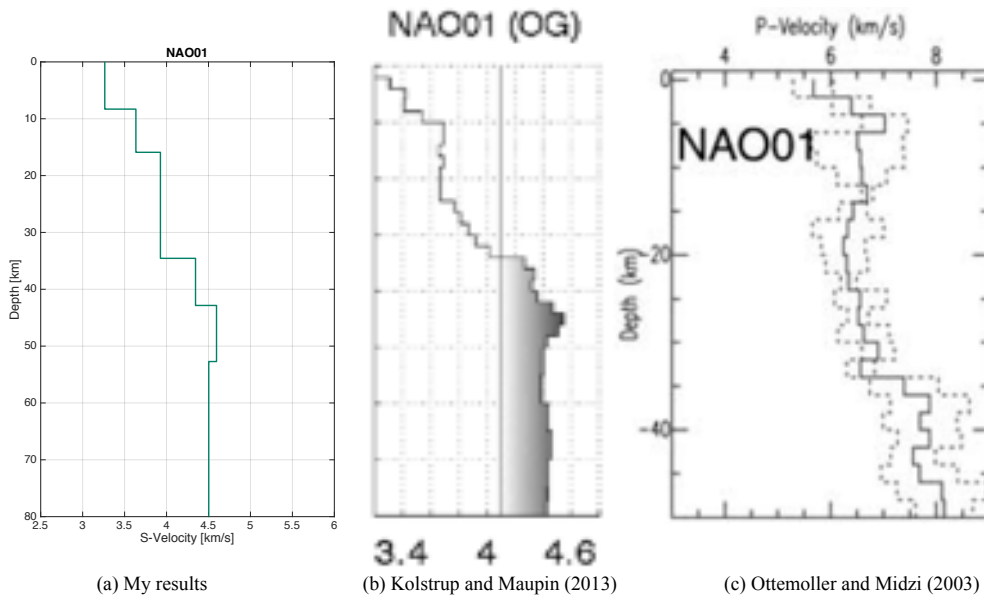 NAO01
0
10
20
30
40
50
60
70
80
Depth [km]
2.5 3 3.5 4 4.5 5 5.5 6
S-Velocity [km/s]
(a) My results
NAO01 (OG)
3.4 4 4.6
(b) Kolstrup and Maupin (2013)
P-Velocity (km/s)
4 6 8
0
NAO01
-20
-40
Depth (km)
(c) Ottemoller and Midzi (2003)